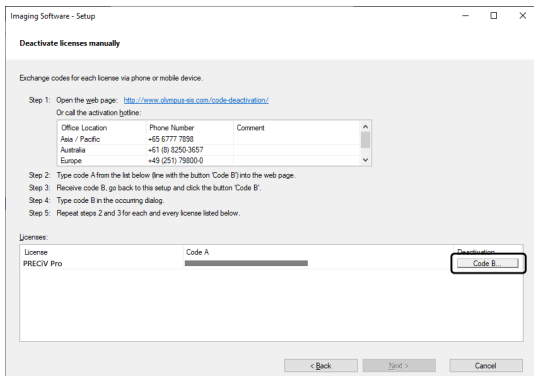 Imaging Software - Setup
Deactivate licenses manually
Exchange codes for each license via phone or mobile device.
Step 1: Open the web page: http://www.olympus-sis.com/code-deactivation/
Or call the activation hotline:
Office Location Phone Number Comment
Asia / Pacific +65 6777 7898
Australia +61 (8) 8250-3657
Europe +49 (251) 79800-0
Step 2: Type code A from the list below (line with the button 'Code B') into the web page.
Step 3: Receive code B, go back to this setup and click the button 'Code B'.
Step 4: Type code B in the occurring dialog.
Step 5: Repeat steps 2 and 3 for each and every license listed below.
Licenses:
License Code A Deactivation
PRECiV Pro Code B...
< Back Next > Cancel